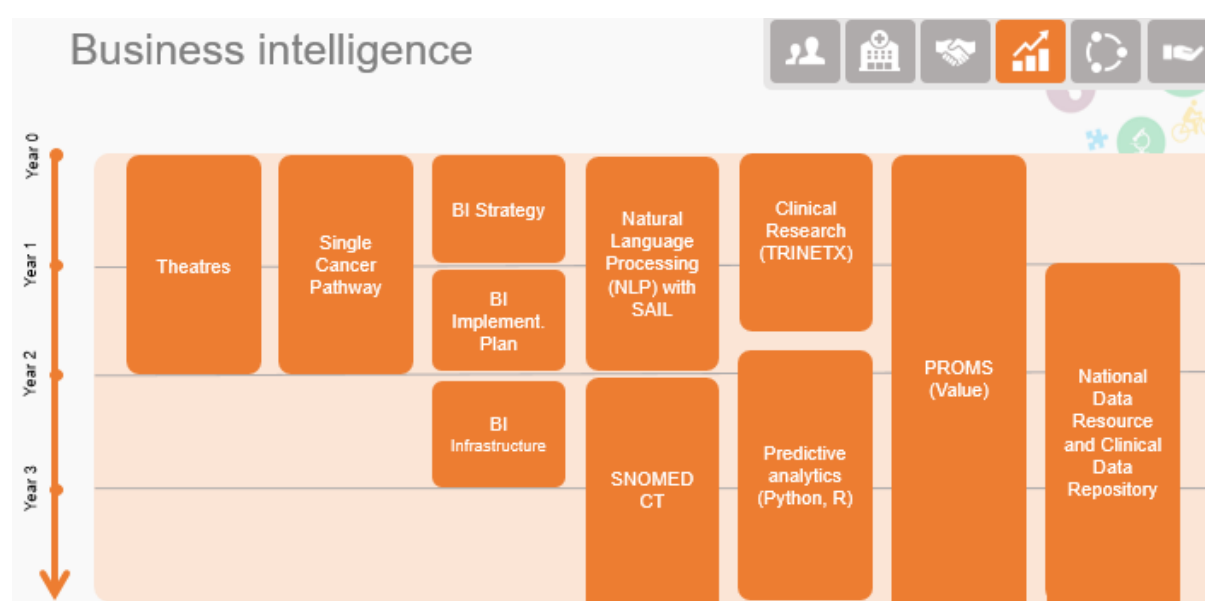 Business intelligence
Year 0
Year 1
Year 2
Year 3
Theatres
Single
Cancer
Pathway
BI Strategy
BI
Implement.
Plan
BI
Infrastructure
Natural
Language
Processing
(NLP) with
SAIL
SNOMED
CT
Clinical
Research
(TRINETX)
Predictive
analytics
(Python, R)
PROMS
(Value)
National
Data
Resource
and Clinical
Data
Repository